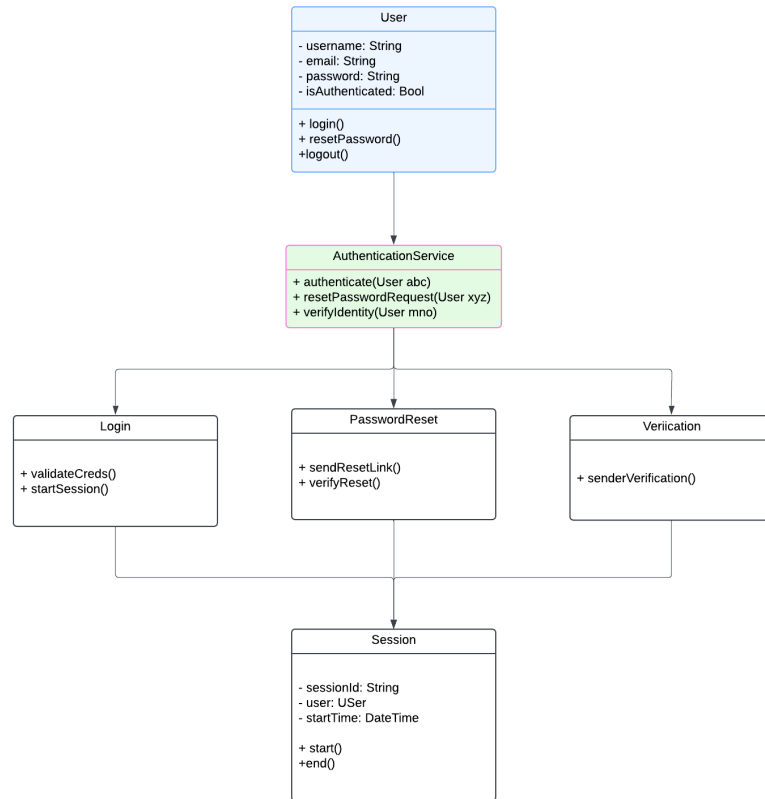 User
- username: String
- email: String
- password: String
- isAuthenticated: Bool
+ login()
+ resetPassword()
+logout()
AuthenticationService
+ authenticate(User abc)
+ resetPasswordRequest(User xyz)
+ verifyIdentity(User mno)
Login
+ validateCreds()
+ startSession()
PasswordReset
+ sendResetLink()
+ verifyReset()
Veriication
+ senderVerification()
Session
- sessionId: String
- user: USer
- startTime: DateTime
+ start()
+end()